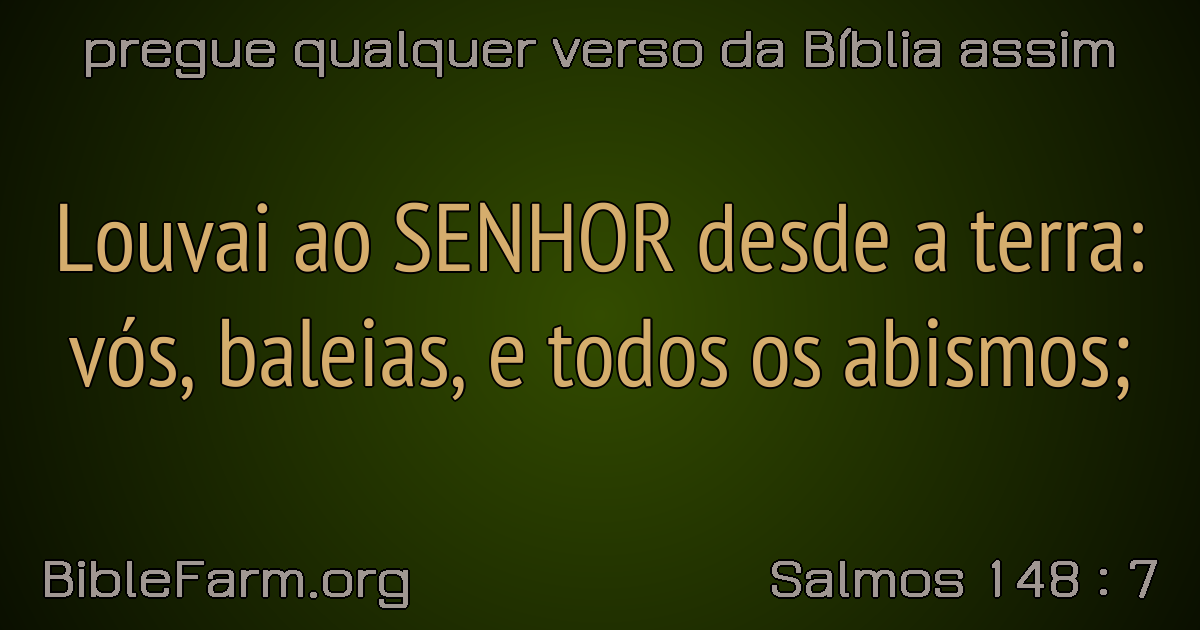 pregue qualquer verso da Bíblia assim
Louvai ao SENHOR desde a terra:
vós, baleias, e todos os abismos;
BibleFarm.org
Salmos 148 : 7